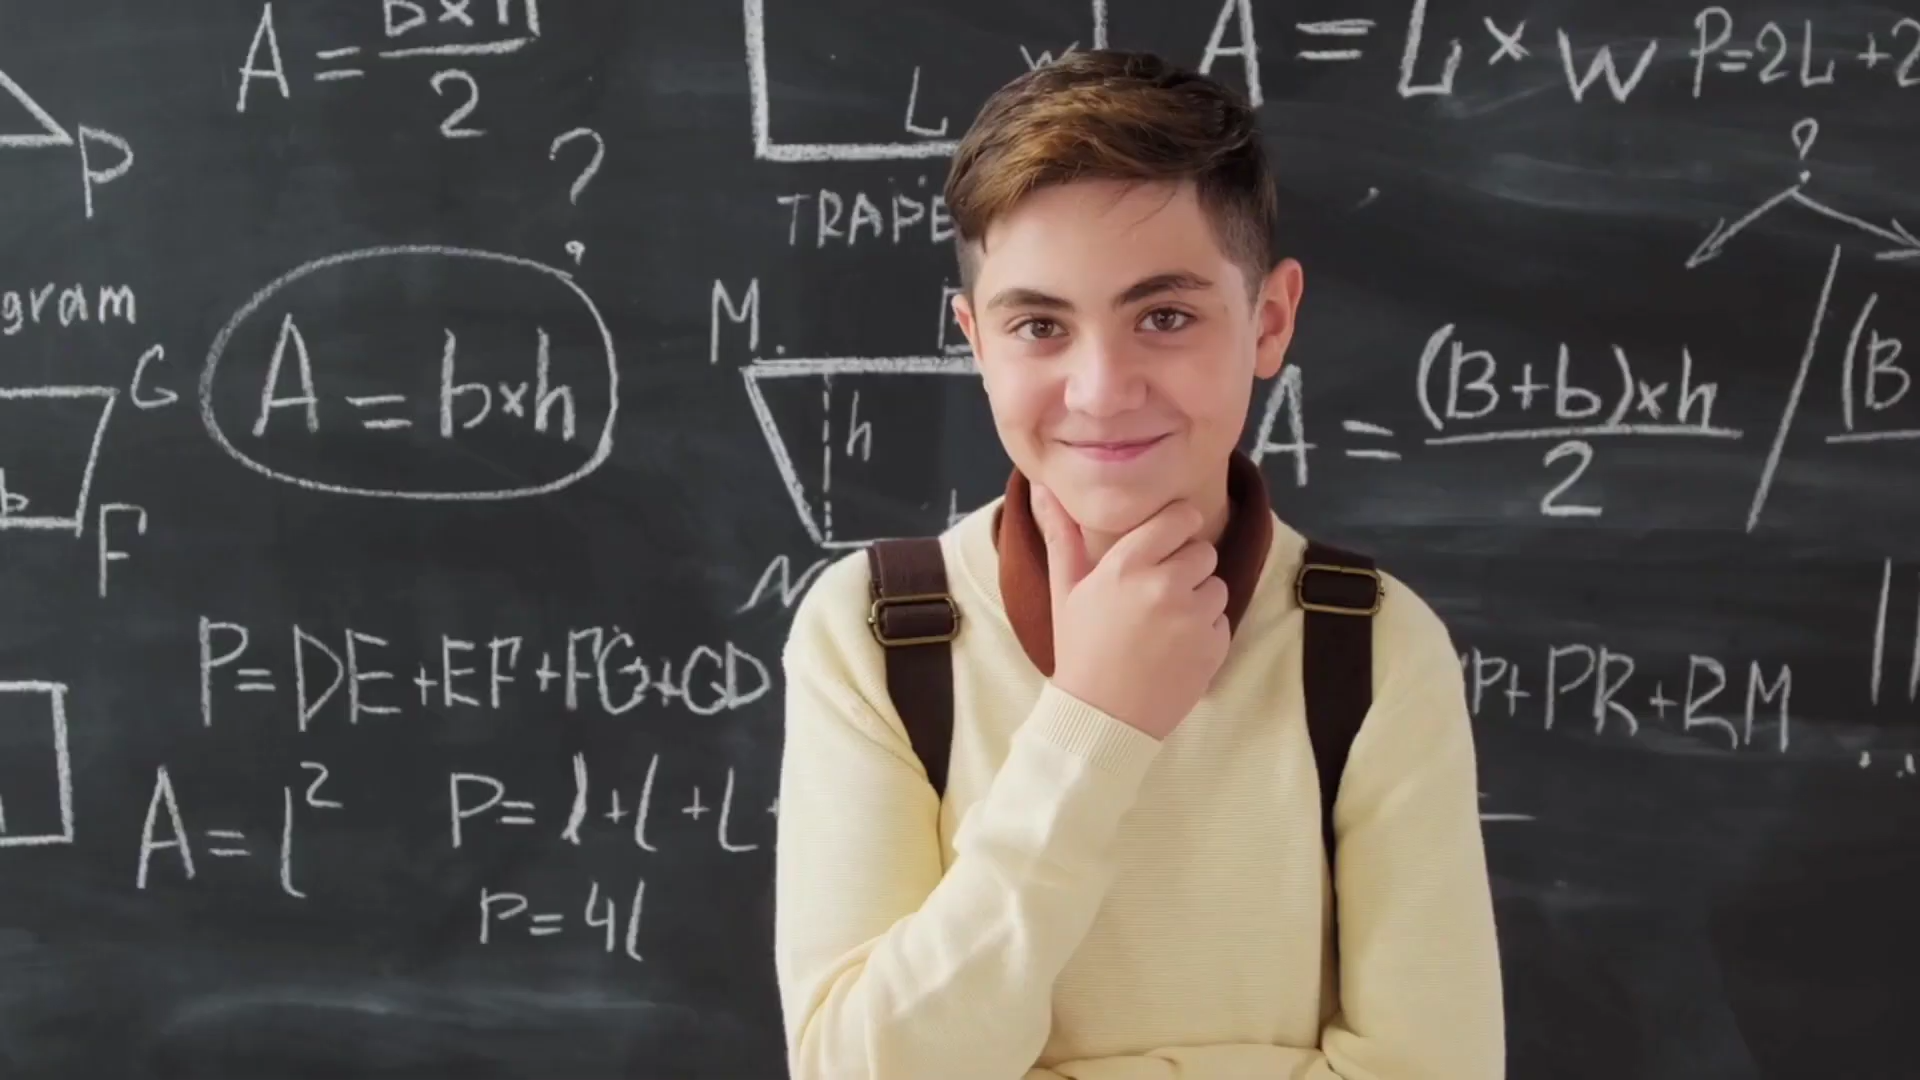 A = b×h/2
L
W
A = L×W
P=2L+2
P
?
?
TRAPE
gram
G
A = b×h
M
h
A = (B+b)×h/2
/
(B
b
F
N
P=DE+EF+FG+GD
P+PR+RM
A=l²
P=l+l+l
P=4l